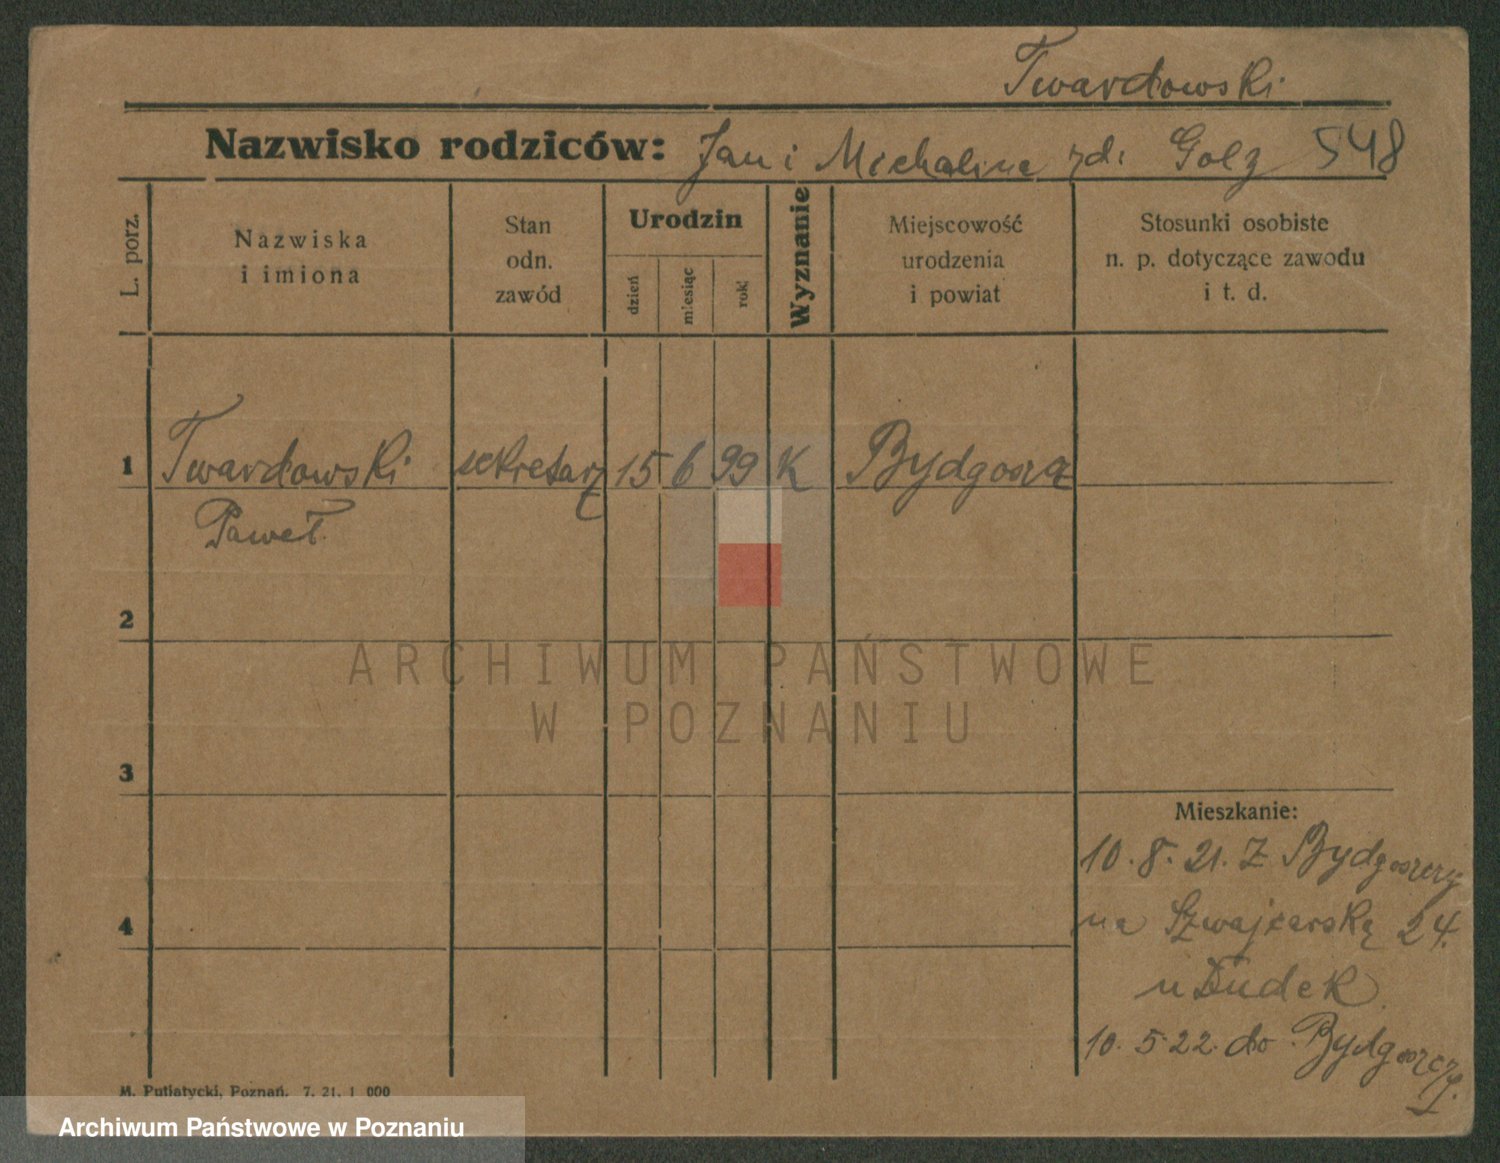 Twardowski
Nazwisko rodziców: Jan i Michalina zd. Golz 548
L. porz.
Nazwiska
i imiona
Stan
odn.
zawód
Urodzin
dzień
miesiąc
rok
Wyznanie
Miejscowość
urodzenia
i powiat
Stosunki osobiste
n. p. dotyczące zawodu
i t. d.
1 Twardowski sekretarz 15 6 99 K Bydgoszcz
Paweł
2
ARCHIWUM PAŃSTWOWE
W POZNANIU
3
Mieszkanie:
10. 8. 21. z Bydgoszczy
4 na Szwajcarską 24.
u Dudek
10. 5 22. do Bydgoszczy.
M. Putiatycki, Poznań. 7. 21. 1 000
Archiwum Państwowe w Poznaniu